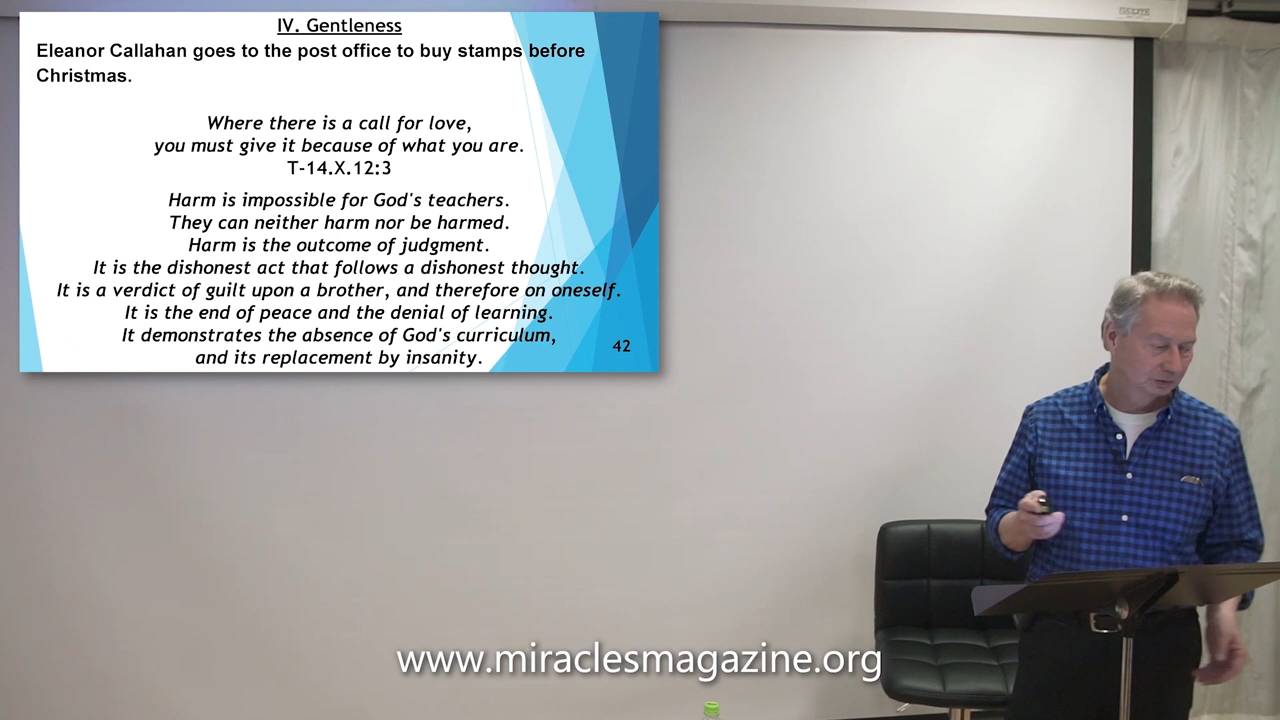 IV. Gentleness
Eleanor Callahan goes to the post office to buy stamps before
Christmas.
Where there is a call for love,
you must give it because of what you are.
T-14.X.12:3
Harm is impossible for God's teachers.
They can neither harm nor be harmed.
Harm is the outcome of judgment.
It is the dishonest act that follows a dishonest thought.
It is a verdict of guilt upon a brother, and therefore on oneself.
It is the end of peace and the denial of learning.
It demonstrates the absence of God's curriculum,
and its replacement by insanity.
42
www.miraclesmagazine.org